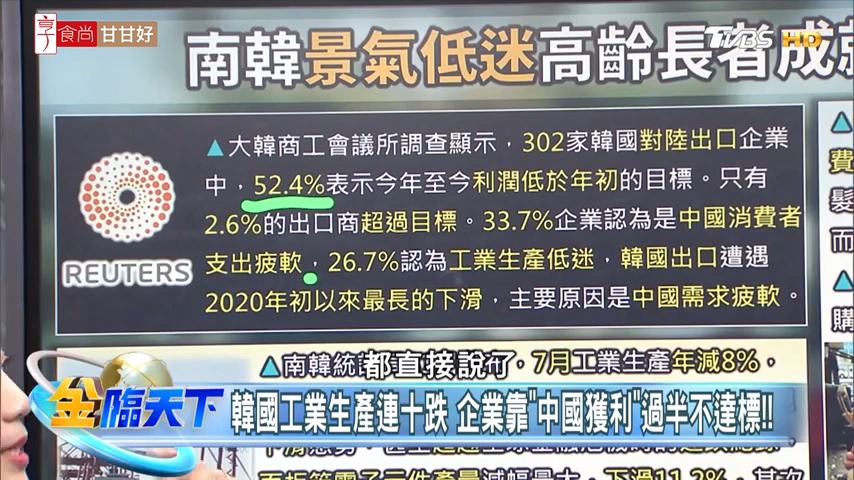 亨 食尚 甘甘好
TVBS HD
南韓景氣低迷高齡長者成就
▲大韓商工會議所調查顯示，302家韓國對陸出口企業
中，52.4%表示今年至今利潤低於年初的目標。只有
2.6%的出口商超過目標。33.7%企業認為是中國消費者
支出疲軟，26.7%認為工業生產低迷，韓國出口遭遇
2020年初以來最長的下滑，主要原因是中國需求疲軟。
REUTERS
▲
費
髮
而
▲
購
▲南韓統
7月工業生產年減8%，
都直接說了
金臨天下
韓國工業生產連十跌 企業靠"中國獲利"過半不達標!!
下滑11.2%，其次